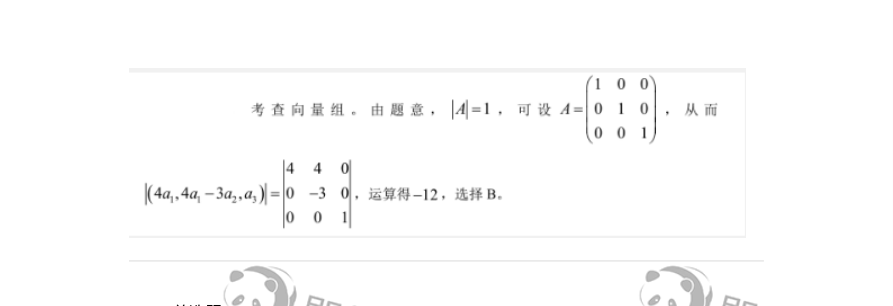 考查向量组。由题意，|A|=1，可设 A=(1 0 0
0 1 0
0 0 1)，从而
|(4a₁,4a₁−3a₂,a₃)|=|4 4 0
0 −3 0
0 0 1|，运算得−12，选择 B。